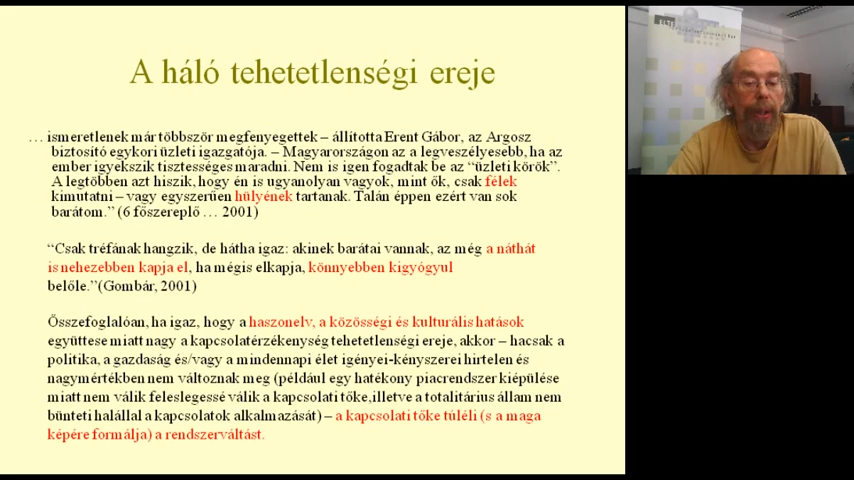 A háló tehetetlenségi ereje
… ismeretlenek már többször megfenyegettek – állította Erent Gábor, az Argosz
biztosító egykori üzleti igazgatója. – Magyarországon az a legveszélyesebb, ha az
ember igyekszik tisztességes maradni. Nem is igen fogadtak be az “üzleti körök”.
A legtöbben azt hiszik, hogy én is ugyanolyan vagyok, mint ők, csak félek
kimutatni – vagy egyszerűen hülyének tartanak. Talán éppen ezért van sok
barátom.” (6 főszereplő … 2001)
“Csak tréfának hangzik, de hátha igaz: akinek barátai vannak, az még a náthát
is nehezebben kapja el, ha mégis elkapja, könnyebben kigyógyul
belőle.”(Gombár, 2001)
Összefoglalóan, ha igaz, hogy a haszonelv, a közösségi és kulturális hatások
együttese miatt nagy a kapcsolatérzékenység tehetetlenségi ereje, akkor – hacsak a
politika, a gazdaság és/vagy a mindennapi élet igényei-kényszerei hirtelen és
nagymértékben nem változnak meg (például egy hatékony piacrendszer kiépülése
miatt nem válik feleslegessé válik a kapcsolati tőke,illetve a totalitárius állam nem
bünteti halállal a kapcsolatok alkalmazását) – a kapcsolati tőke túléli (s a maga
képére formálja) a rendszerváltást.